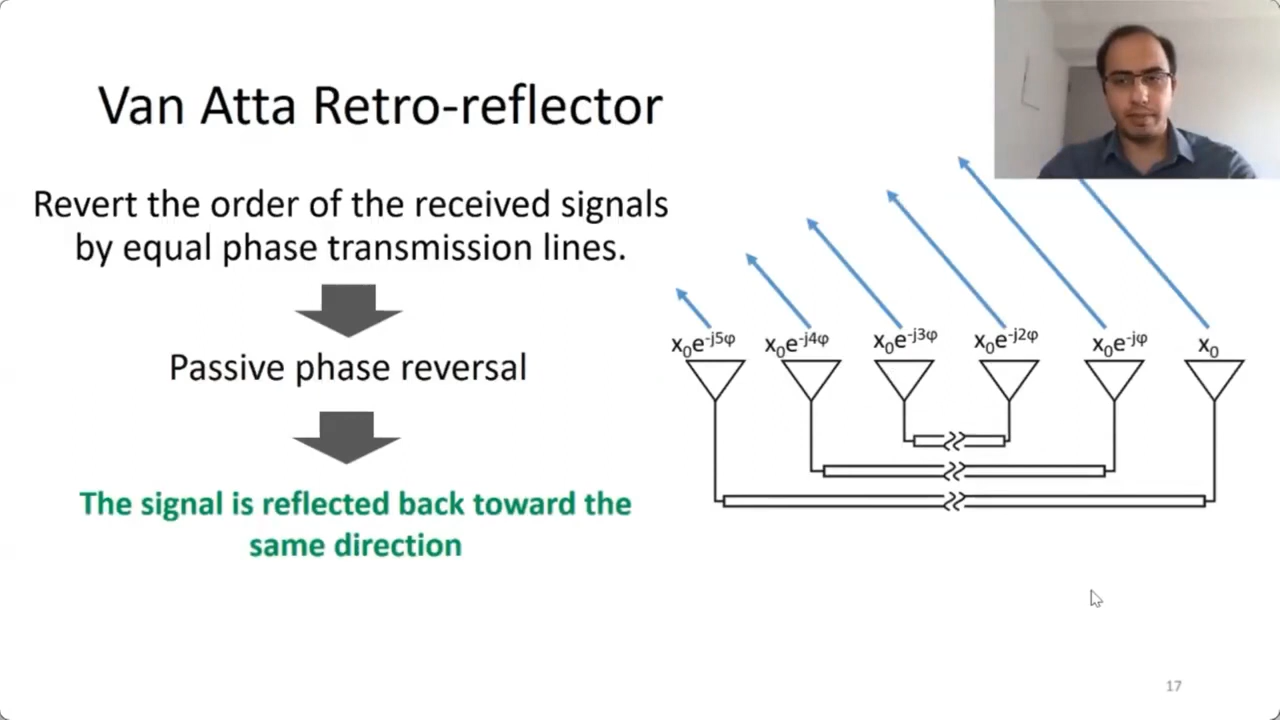 Van Atta Retro-reflector
Revert the order of the received signals
by equal phase transmission lines.
Passive phase reversal
The signal is reflected back toward the
same direction
x₀e⁻ʲ⁵ᵠ x₀e⁻ʲ⁴ᵠ x₀e⁻ʲ³ᵠ x₀e⁻ʲ²ᵠ x₀e⁻ʲᵠ x₀
17